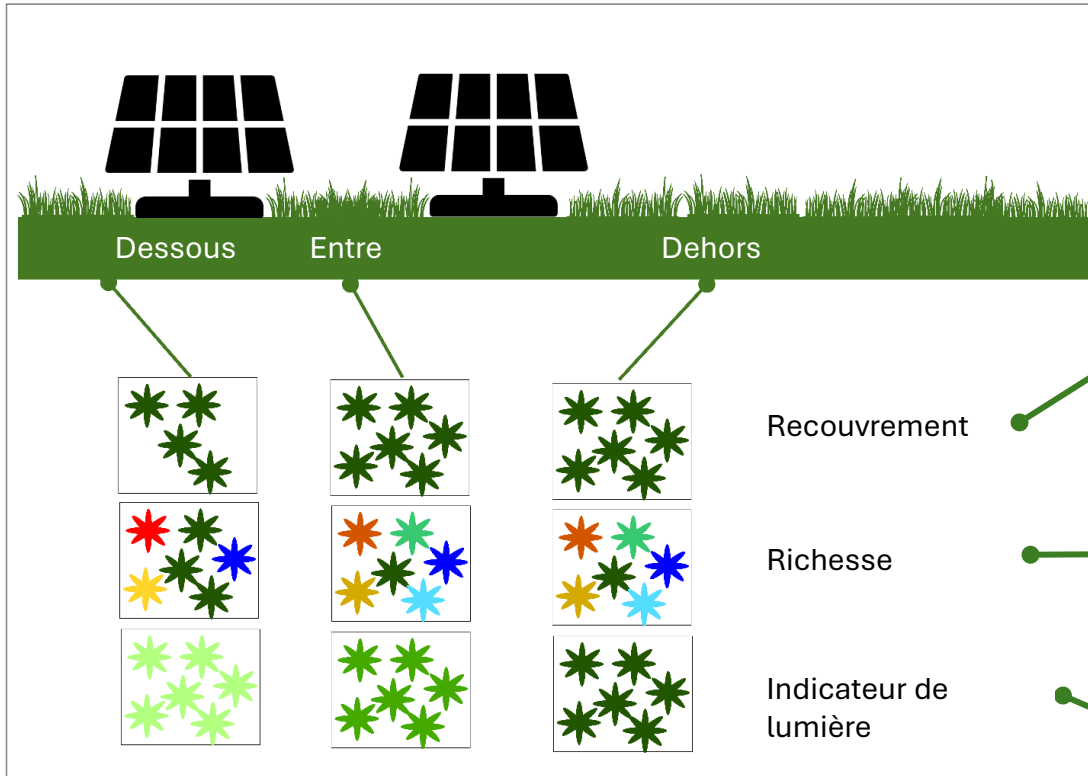 Dessous
Entre
Dehors
Recouvrement
Richesse
Indicateur de
lumière